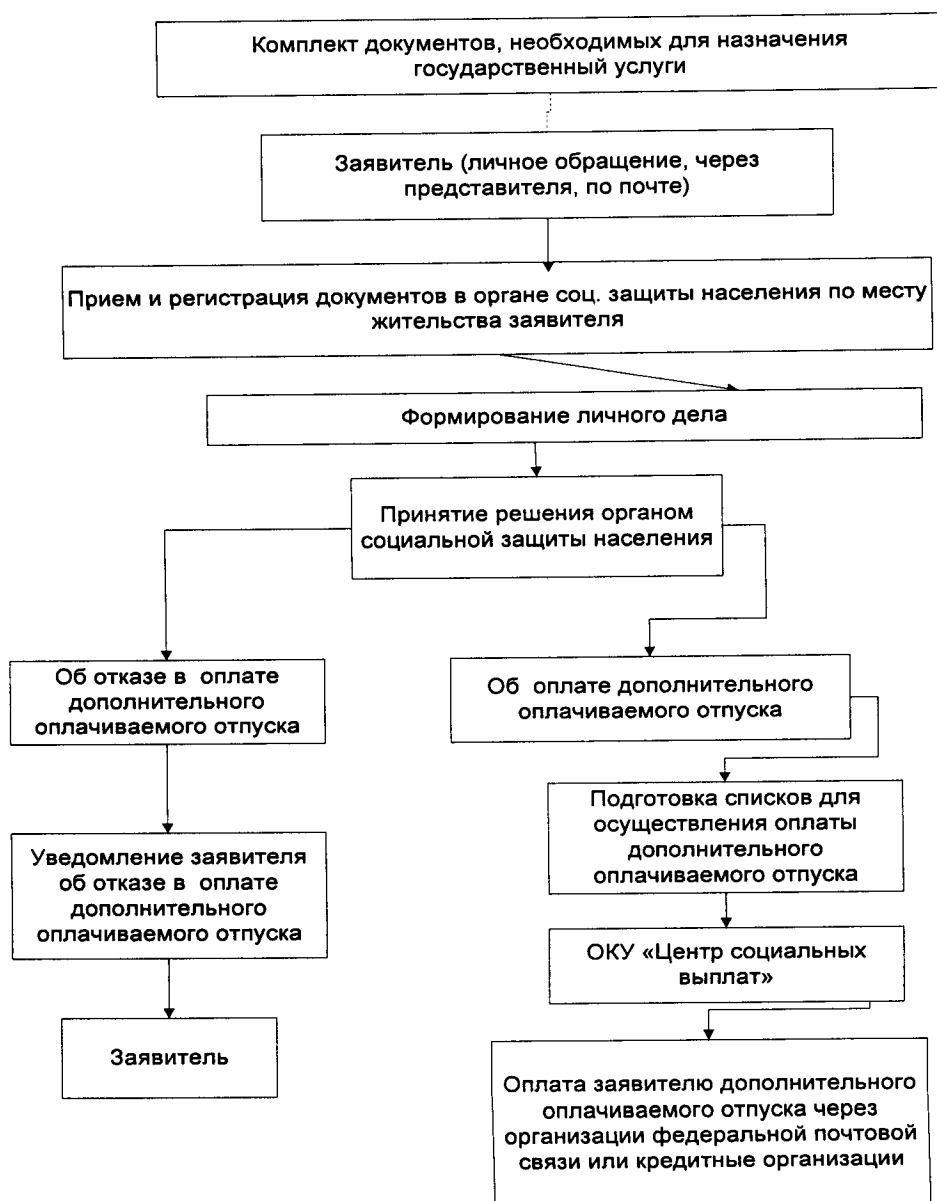 Комплект документов, необходимых для назначения
государственный услуги
Заявитель (личное обращение, через
представителя, по почте)
Прием и регистрация документов в органе соц. защиты населения по месту
жительства заявителя
Формирование личного дела
Принятие решения органом
социальной защиты населения
Об отказе в оплате
дополнительного
оплачиваемого отпуска
Об оплате дополнительного
оплачиваемого отпуска
Уведомление заявителя
об отказе в оплате
дополнительного
оплачиваемого отпуска
Подготовка списков для
осуществления оплаты
дополнительного
оплачиваемого отпуска
ОКУ «Центр социальных
выплат»
Заявитель
Оплата заявителю дополнительного
оплачиваемого отпуска через
организации федеральной почтовой
связи или кредитные организации